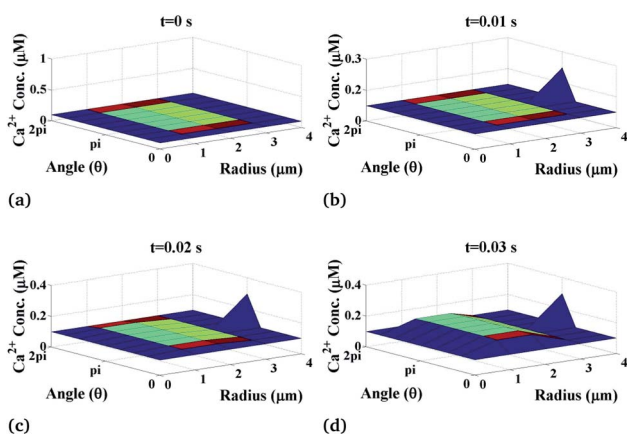 t=0 s
Ca2+ Conc. (μM)
1
0.5
0
2pi
pi
0
Angle (θ)
0
1
2
3
4
Radius (μm)
(a)
t=0.01 s
Ca2+ Conc. (μM)
0.3
0.2
0.1
0
2pi
pi
0
Angle (θ)
0
1
2
3
4
Radius (μm)
(b)
t=0.02 s
Ca2+ Conc. (μM)
0.4
0.2
0
2pi
pi
0
Angle (θ)
0
1
2
3
4
Radius (μm)
(c)
t=0.03 s
Ca2+ Conc. (μM)
0.4
0.2
0
2pi
pi
0
Angle (θ)
0
1
2
3
4
Radius (μm)
(d)